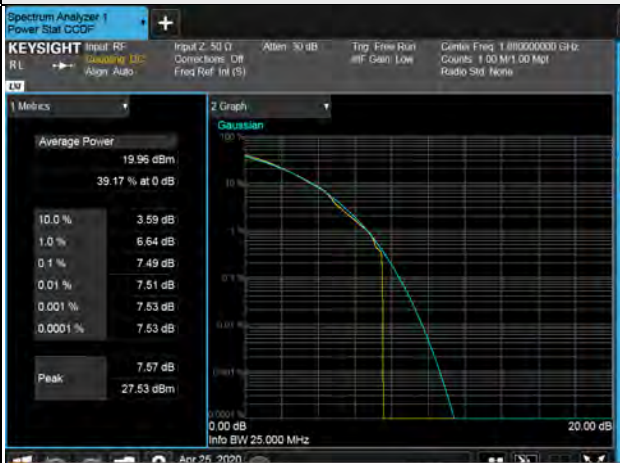 Spectrum Analyzer 1
Power Stat CCDF
KEYSIGHT
RL
Input: RF
Coupling: DC
Align: Auto
Input Z: 50 Ω
Corrections: Off
Freq Ref: Int (S)
Atten: 30 dB
Trig: Free Run
#IF Gain: Low
Counts: 1.00 M/1.00 Mpt
Radio Std: None
LNI
1 Metrics
Average Power
19.96 dBm
39.17 % at 0 dB
10.0 % 3.59 dB
1.0 % 6.64 dB
0.1 % 7.49 dB
0.01 % 7.51 dB
0.001 % 7.53 dB
0.0001 % 7.53 dB
Peak
7.57 dB
27.53 dBm
2 Graph
Gaussian
100 %
10 %
1 %
0.1 %
0.01 %
0.001 %
0.0001 %
0.00 dB 20.00 dB
Info BW 25.000 MHz
Apr 25, 2020